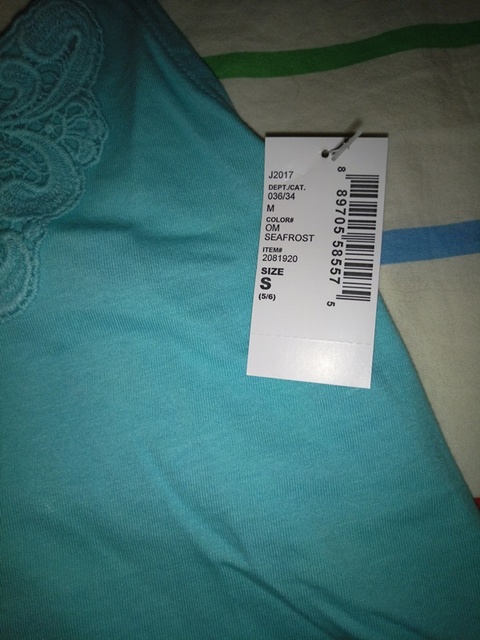 J2017
DEPT./CAT.
036/34
M
COLOR#
OM
SEAFROST
ITEM#
2081920
SIZE
S
(5/6)
8 89705 58557 5